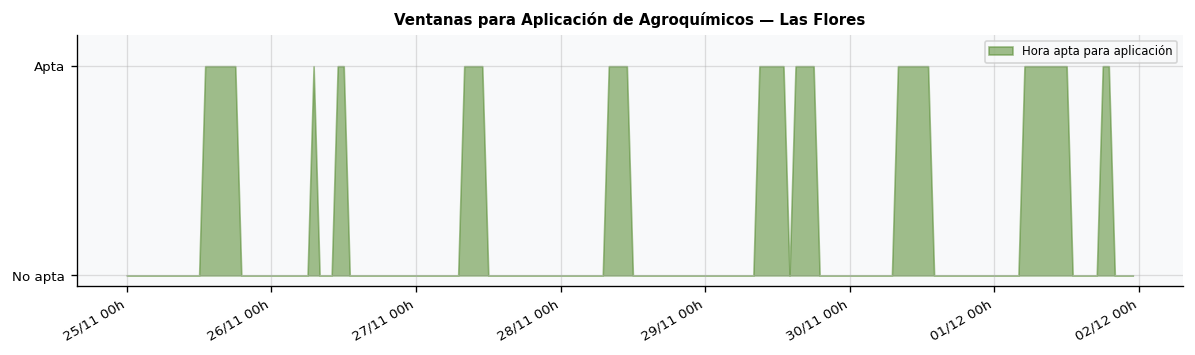 Ventanas para Aplicación de Agroquímicos — Las Flores
Hora apta para aplicación
Apta
No apta
25/11 00h
26/11 00h
27/11 00h
28/11 00h
29/11 00h
30/11 00h
01/12 00h
02/12 00h